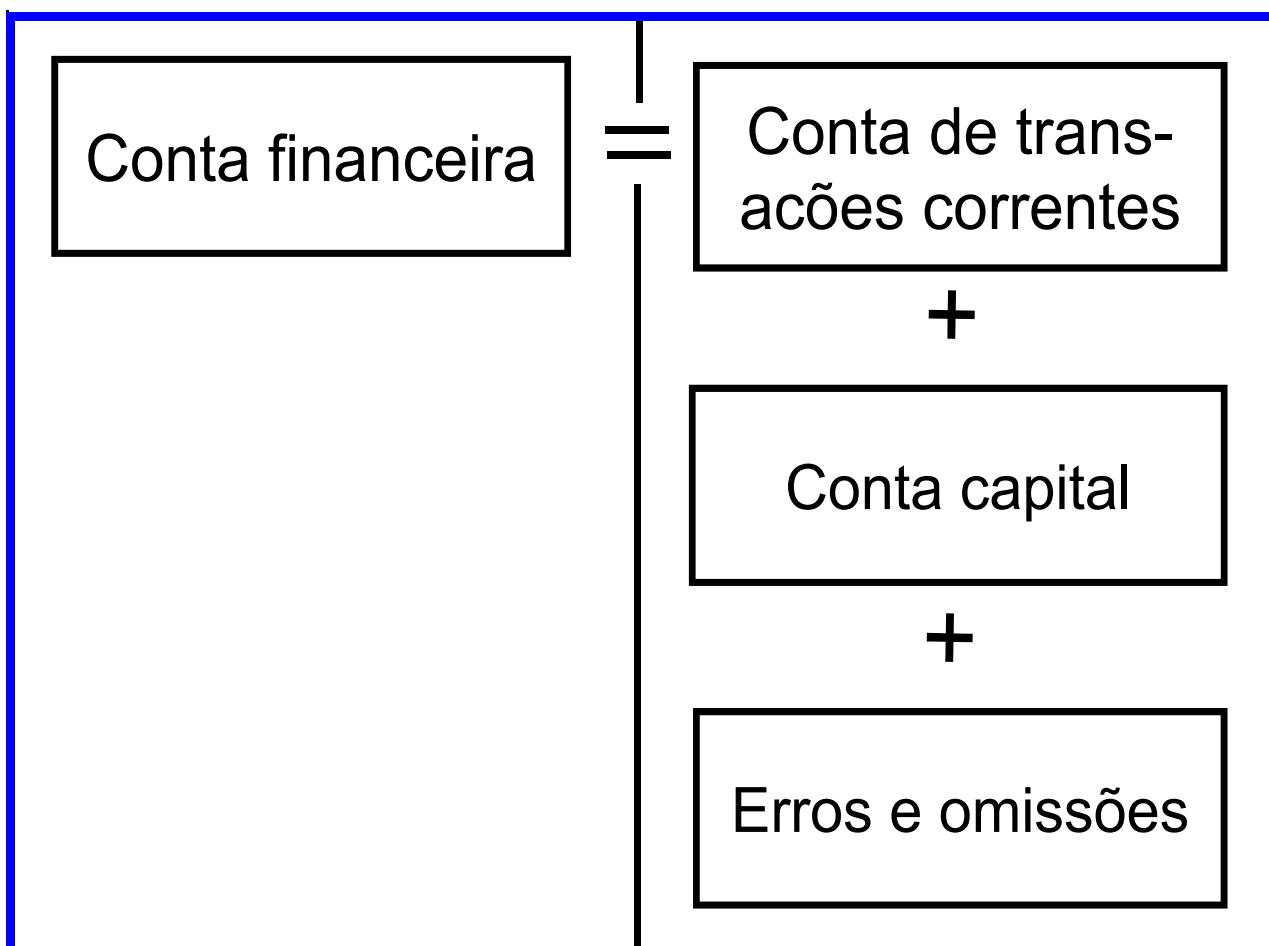 Conta financeira
=
Conta de trans-
acões correntes
+
Conta capital
+
Erros e omissões